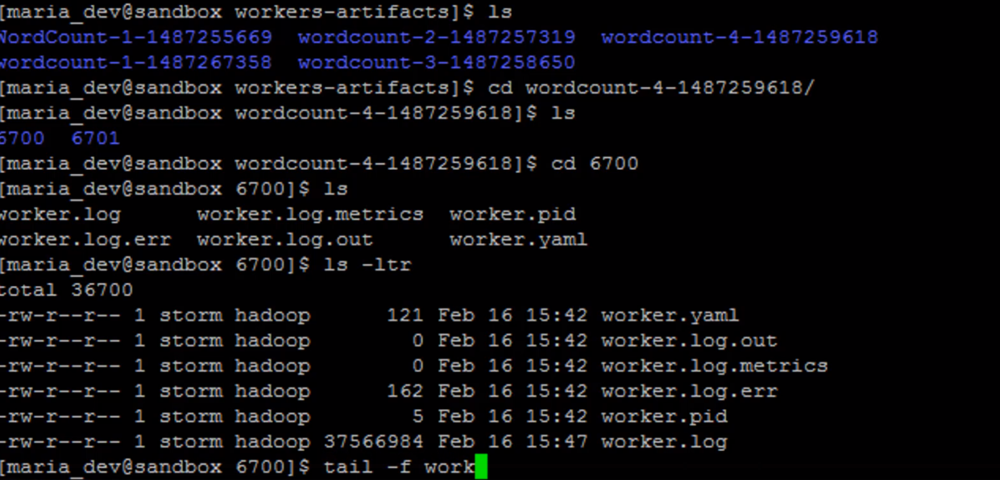 [maria_dev@sandbox workers-artifacts]$ ls
WordCount-1-1487255669  wordcount-2-1487257319  wordcount-4-1487259618
wordcount-1-1487267358  wordcount-3-1487258650
[maria_dev@sandbox workers-artifacts]$ cd wordcount-4-1487259618/
[maria_dev@sandbox wordcount-4-1487259618]$ ls
6700  6701
[maria_dev@sandbox wordcount-4-1487259618]$ cd 6700
[maria_dev@sandbox 6700]$ ls
worker.log      worker.log.metrics  worker.pid
worker.log.err  worker.log.out      worker.yaml
[maria_dev@sandbox 6700]$ ls -ltr
total 36700
-rw-r--r-- 1 storm hadoop      121 Feb 16 15:42 worker.yaml
-rw-r--r-- 1 storm hadoop        0 Feb 16 15:42 worker.log.out
-rw-r--r-- 1 storm hadoop        0 Feb 16 15:42 worker.log.metrics
-rw-r--r-- 1 storm hadoop      162 Feb 16 15:42 worker.log.err
-rw-r--r-- 1 storm hadoop        5 Feb 16 15:42 worker.pid
-rw-r--r-- 1 storm hadoop 37566984 Feb 16 15:47 worker.log
[maria_dev@sandbox 6700]$ tail -f work